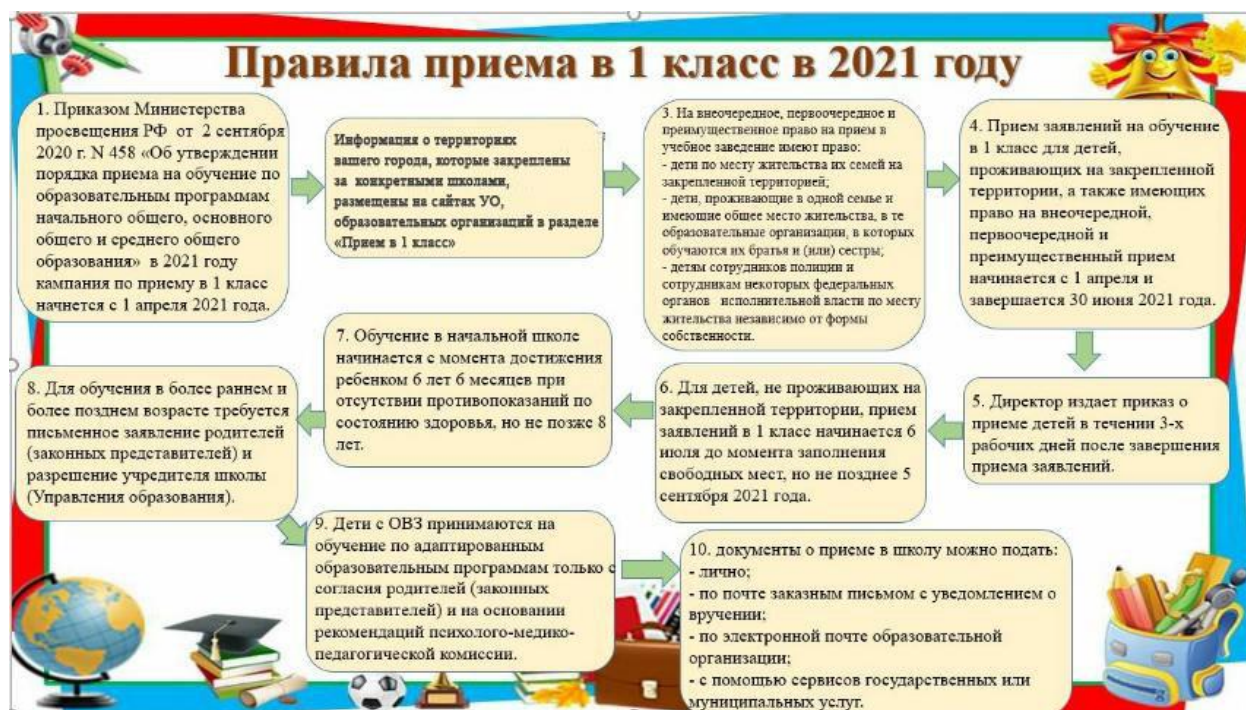 Правила приема в 1 класс в 2021 году
1. Приказом Министерства
просвещения РФ от 2 сентября
2020 г. N 458 «Об утверждении
порядка приема на обучение по
образовательным программам
начального общего, основного
общего и среднего общего
образования» в 2021 году
кампания по приему в 1 класс
начнется с 1 апреля 2021 года.
Информация о территориях
вашего города, которые закреплены
за конкретными школами,
размещены на сайтах УО,
образовательных организаций в разделе
«Прием в 1 класс»
3. На внеочередное, первоочередное и
преимущественное право на прием в
учебное заведение имеют право:
- дети по месту жительства их семей на
закрепленной территорией;
- дети, проживающие в одной семье и
имеющие общее место жительства, в те
образовательные организации, в которых
обучаются их братья и (или) сестры;
- детям сотрудников полиции и
сотрудникам некоторых федеральных
органов исполнительной власти по месту
жительства независимо от формы
собственности.
4. Прием заявлений на обучение
в 1 класс для детей,
проживающих на закрепленной
территории, а также имеющих
право на внеочередной,
первоочередной и
преимущественный прием
начинается с 1 апреля и
завершается 30 июня 2021 года.
5. Директор издает приказ о
приеме детей в течении 3-х
рабочих дней после завершения
приема заявлений.
6. Для детей, не проживающих на
закрепленной территории, прием
заявлений в 1 класс начинается 6
июля до момента заполнения
свободных мест, но не позднее 5
сентября 2021 года.
7. Обучение в начальной школе
начинается с момента достижения
ребенком 6 лет 6 месяцев при
отсутствии противопоказаний по
состоянию здоровья, но не позже 8
лет.
8. Для обучения в более раннем и
более позднем возрасте требуется
письменное заявление родителей
(законных представителей) и
разрешение учредителя школы
(Управления образования).
9. Дети с ОВЗ принимаются на
обучение по адаптированным
образовательным программам только с
согласия родителей (законных
представителей) и на основании
рекомендаций психолого-медико-
педагогической комиссии.
10. документы о приеме в школу можно подать:
- лично;
- по почте заказным письмом с уведомлением о
вручении;
- по электронной почте образовательной
организации;
- с помощью сервисов государственных или
муниципальных услуг.